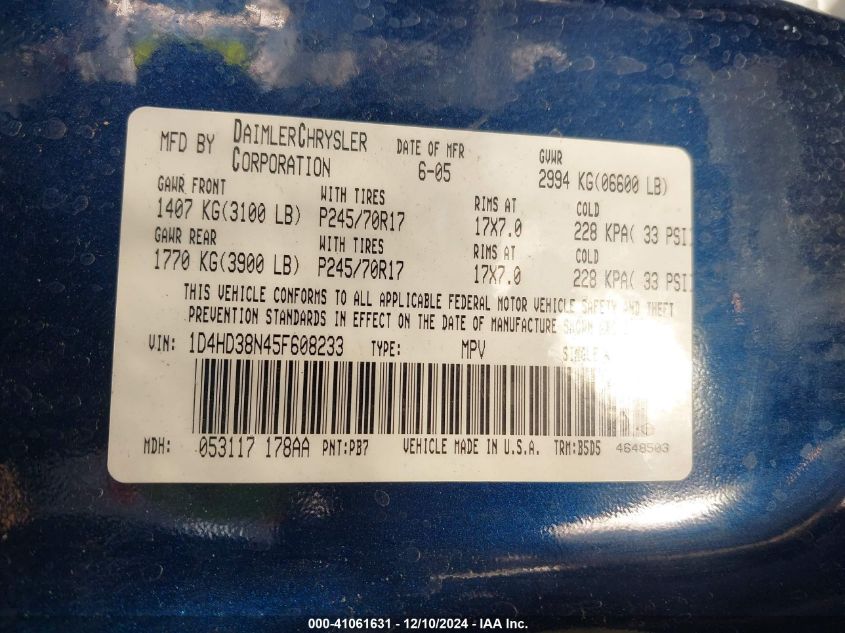 MFD BY DAIMLERCHRYSLER CORPORATION DATE OF MFR 6-05 GVWR 2994 KG(06600 LB)
GAWR FRONT WITH TIRES RIMS AT COLD
1407 KG(3100 LB) P245/70R17 17X7.0 228 KPA( 33 PSI)
GAWR REAR WITH TIRES RIMS AT COLD
1770 KG(3900 LB) P245/70R17 17X7.0 228 KPA( 33 PSI)
THIS VEHICLE CONFORMS TO ALL APPLICABLE FEDERAL MOTOR VEHICLE SAFETY AND THEFT
PREVENTION STANDARDS IN EFFECT ON THE DATE OF MANUFACTURE SHOWN
VIN: 1D4HD38N45F608233 TYPE: MPV
MDH: 053117 178AA PNT:PB7 VEHICLE MADE IN U.S.A. TRM:B5D5 4648503
000-41061631 - 12/10/2024 - IAA Inc.